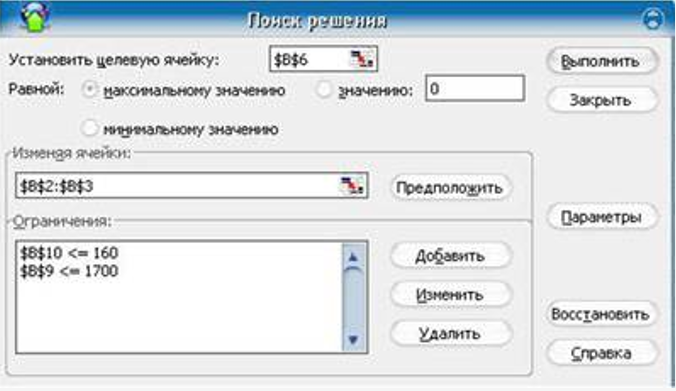 Поиск решения
Установить целевую ячейку: $B$6
Выполнить
Равной: максимальному значению значению: 0
Закрыть
минимальному значению
Изменяя ячейки:
$B$2:$B$3 Предположить
Параметры
Ограничения:
$B$10 <= 160
$B$9 <= 1700
Добавить
Изменить
Удалить
Восстановить
Справка